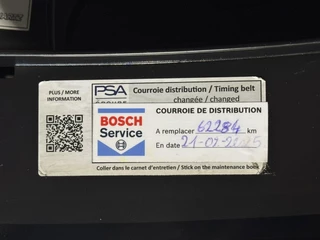 PLUS / MORE
INFORMATION
PSA
GROUPE
Courroie distribution / Timing belt
changée / changed
BOSCH
Service
COURROIE DE DISTRIBUTION
A remplacer 62284 km
En date 21-07-2025
Coller dans le carnet d'entretien / Stick on the maintenance book